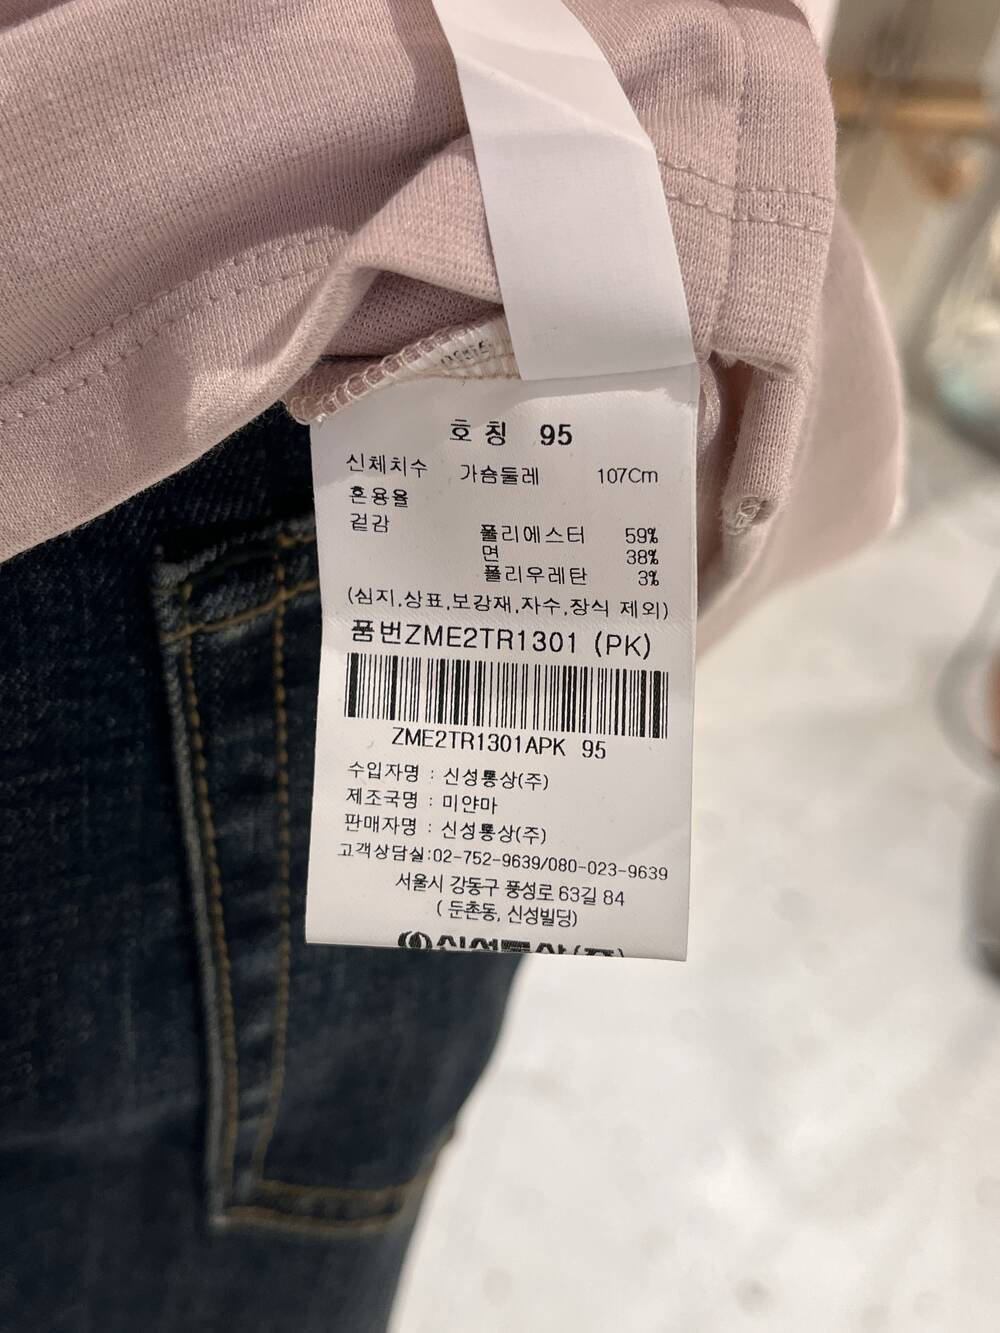 호 칭 95
신체치수 가슴둘레 107Cm
혼용율
겉감 폴리에스터 59%
면 38%
폴리우레탄 3%
(심지,상표,보강재,자수,장식 제외)
품번ZME2TR1301 (PK)
ZME2TR1301APK 95
수입자명 : 신성통상(주)
제조국명 : 미얀마
판매자명 : 신성통상(주)
고객상담실:02-752-9639/080-023-9639
서울시 강동구 풍성로 63길 84
( 둔촌동, 신성빌딩)
신성통상(주)